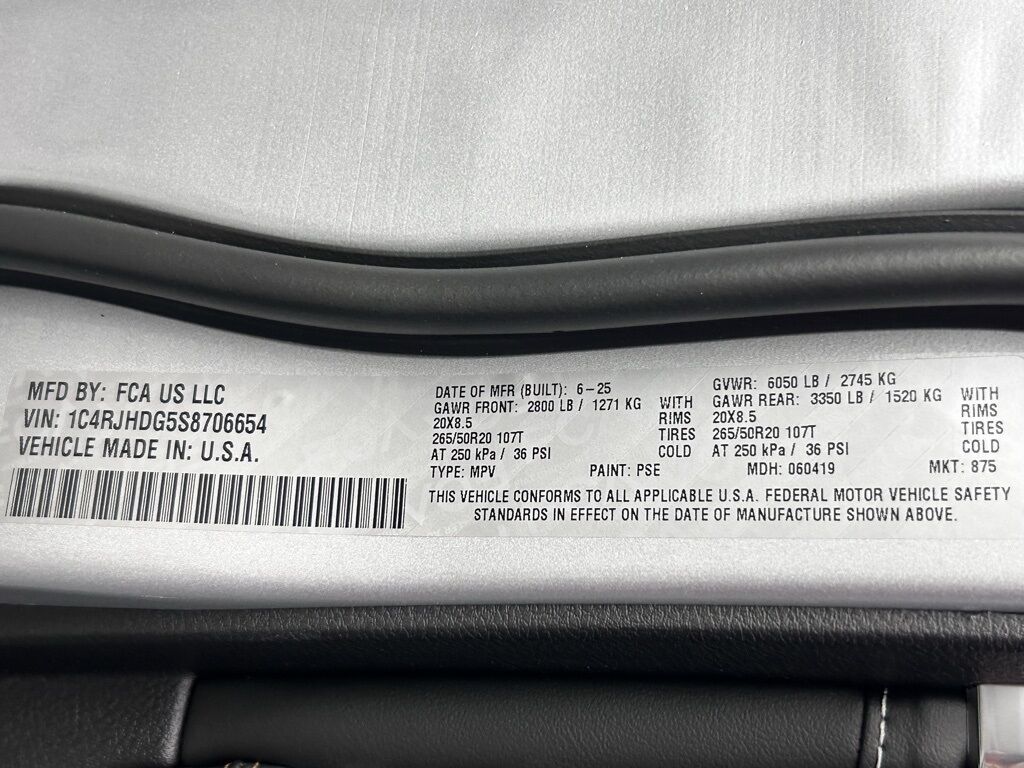 MFD BY: FCA US LLC
VIN: 1C4RJHDG5S8706654
VEHICLE MADE IN: U.S.A.
DATE OF MFR (BUILT): 6-25
GAWR FRONT: 2800 LB / 1271 KG WITH
20X8.5 RIMS
265/50R20 107T TIRES
AT 250 kPa / 36 PSI COLD
GVWR: 6050 LB / 2745 KG
GAWR REAR: 3350 LB / 1520 KG WITH
20X8.5 RIMS
265/50R20 107T TIRES
AT 250 kPa / 36 PSI COLD
TYPE: MPV PAINT: PSE MDH: 060419 MKT: 875
THIS VEHICLE CONFORMS TO ALL APPLICABLE U.S.A. FEDERAL MOTOR VEHICLE SAFETY
STANDARDS IN EFFECT ON THE DATE OF MANUFACTURE SHOWN ABOVE.